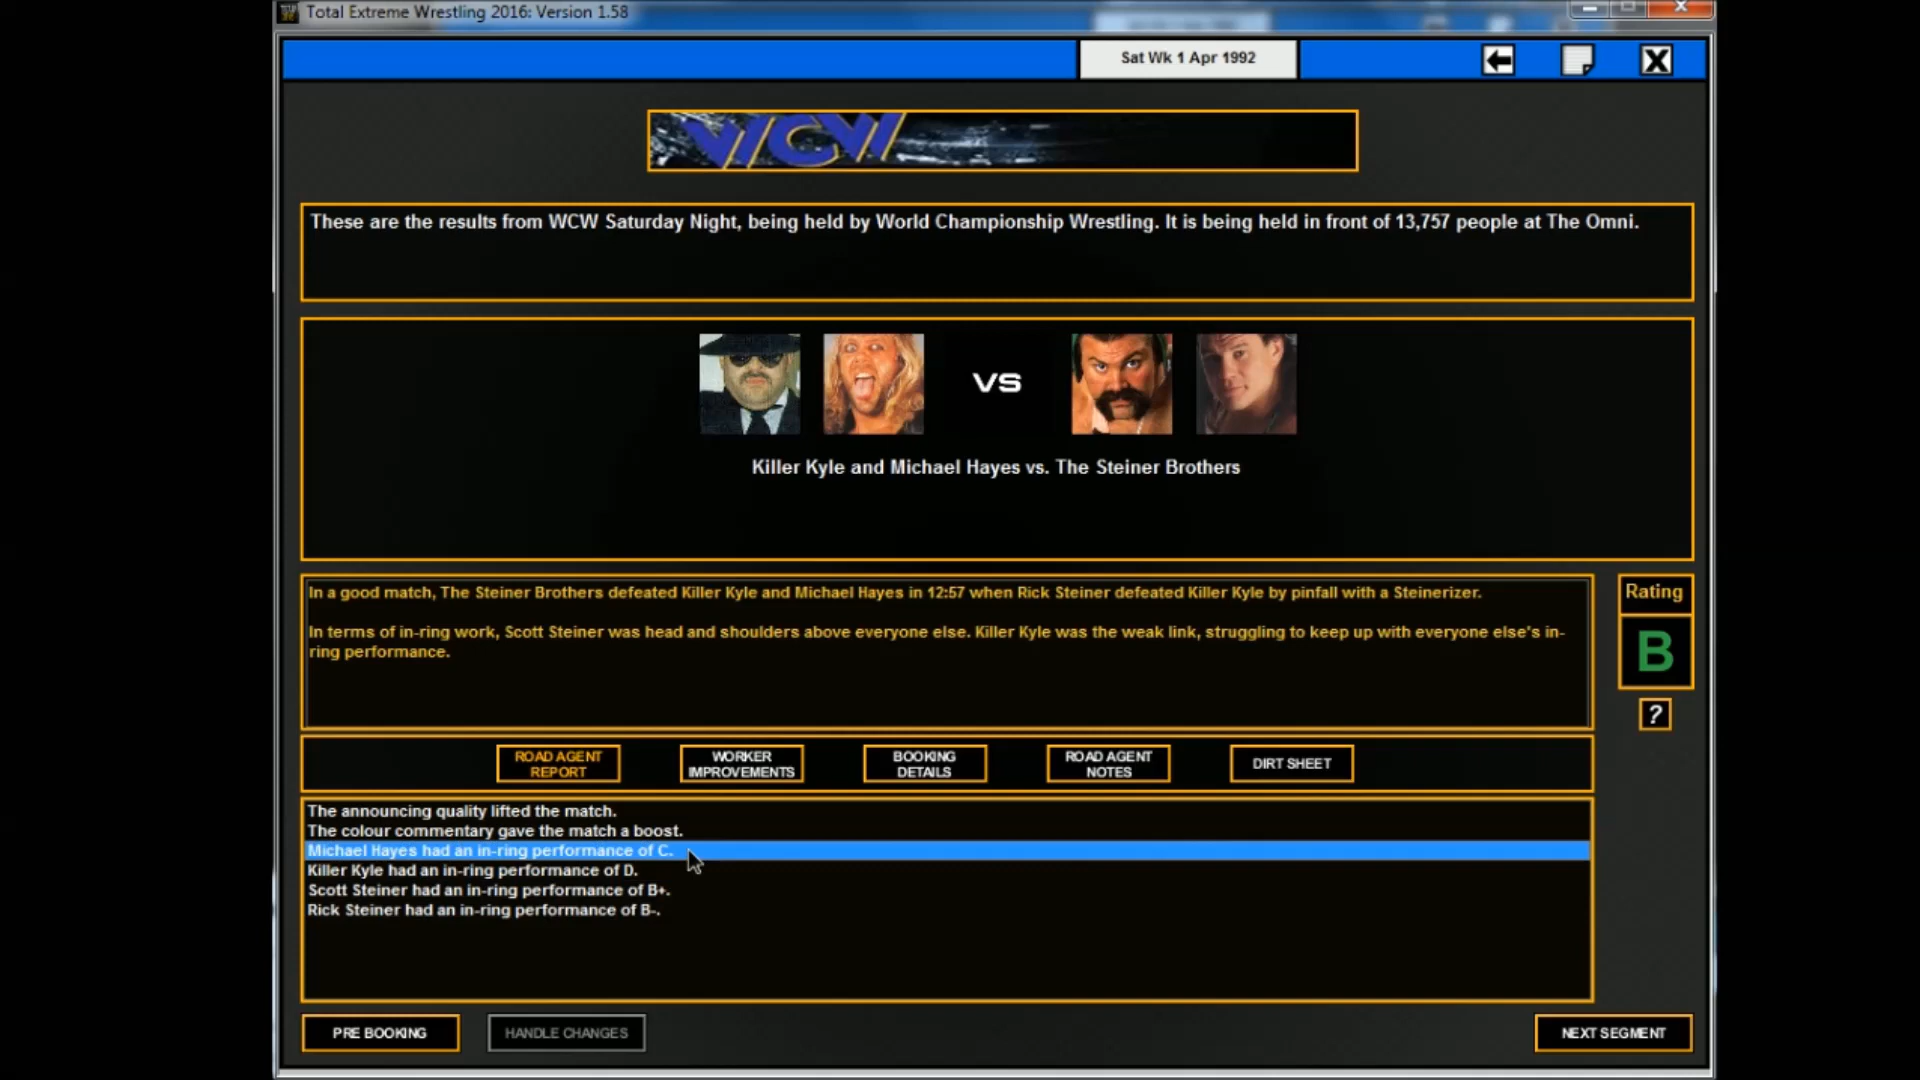 Total Extreme Wrestling 2016: Version 1.58
Sat Wk 1 Apr 1992
WCW
These are the results from WCW Saturday Night, being held by World Championship Wrestling. It is being held in front of 13,757 people at The Omni.
VS
Killer Kyle and Michael Hayes vs. The Steiner Brothers
In a good match, The Steiner Brothers defeated Killer Kyle and Michael Hayes in 12:57 when Rick Steiner defeated Killer Kyle by pinfall with a Steinerizer.
In terms of in-ring work, Scott Steiner was head and shoulders above everyone else. Killer Kyle was the weak link, struggling to keep up with everyone else's in-
ring performance.
Rating
B
?
ROAD AGENT
REPORT
WORKER
IMPROVEMENTS
BOOKING
DETAILS
ROAD AGENT
NOTES
DIRT SHEET
The announcing quality lifted the match.
The colour commentary gave the match a boost.
Michael Hayes had an in-ring performance of C.
Killer Kyle had an in-ring performance of D.
Scott Steiner had an in-ring performance of B+.
Rick Steiner had an in-ring performance of B-.
PRE BOOKING
HANDLE CHANGES
NEXT SEGMENT